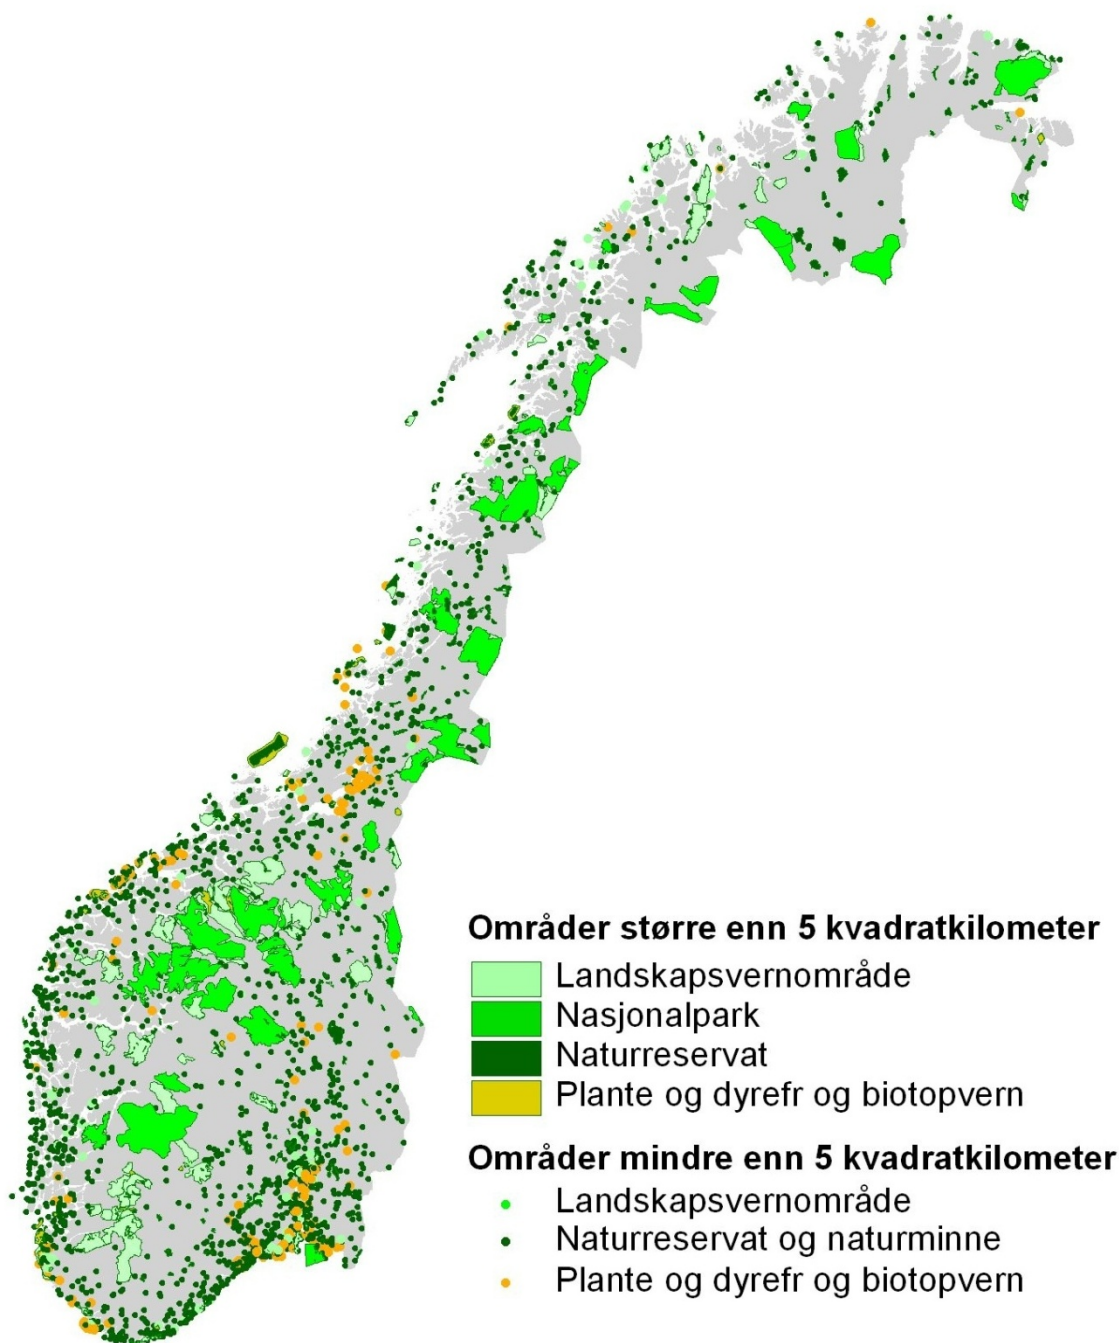 Områder større enn 5 kvadratkilometer
Landskapsvernområde
Nasjonalpark
Naturreservat
Plante og dyrefr og biotopvern
Områder mindre enn 5 kvadratkilometer
Landskapsvernområde
Naturreservat og naturminne
Plante og dyrefr og biotopvern